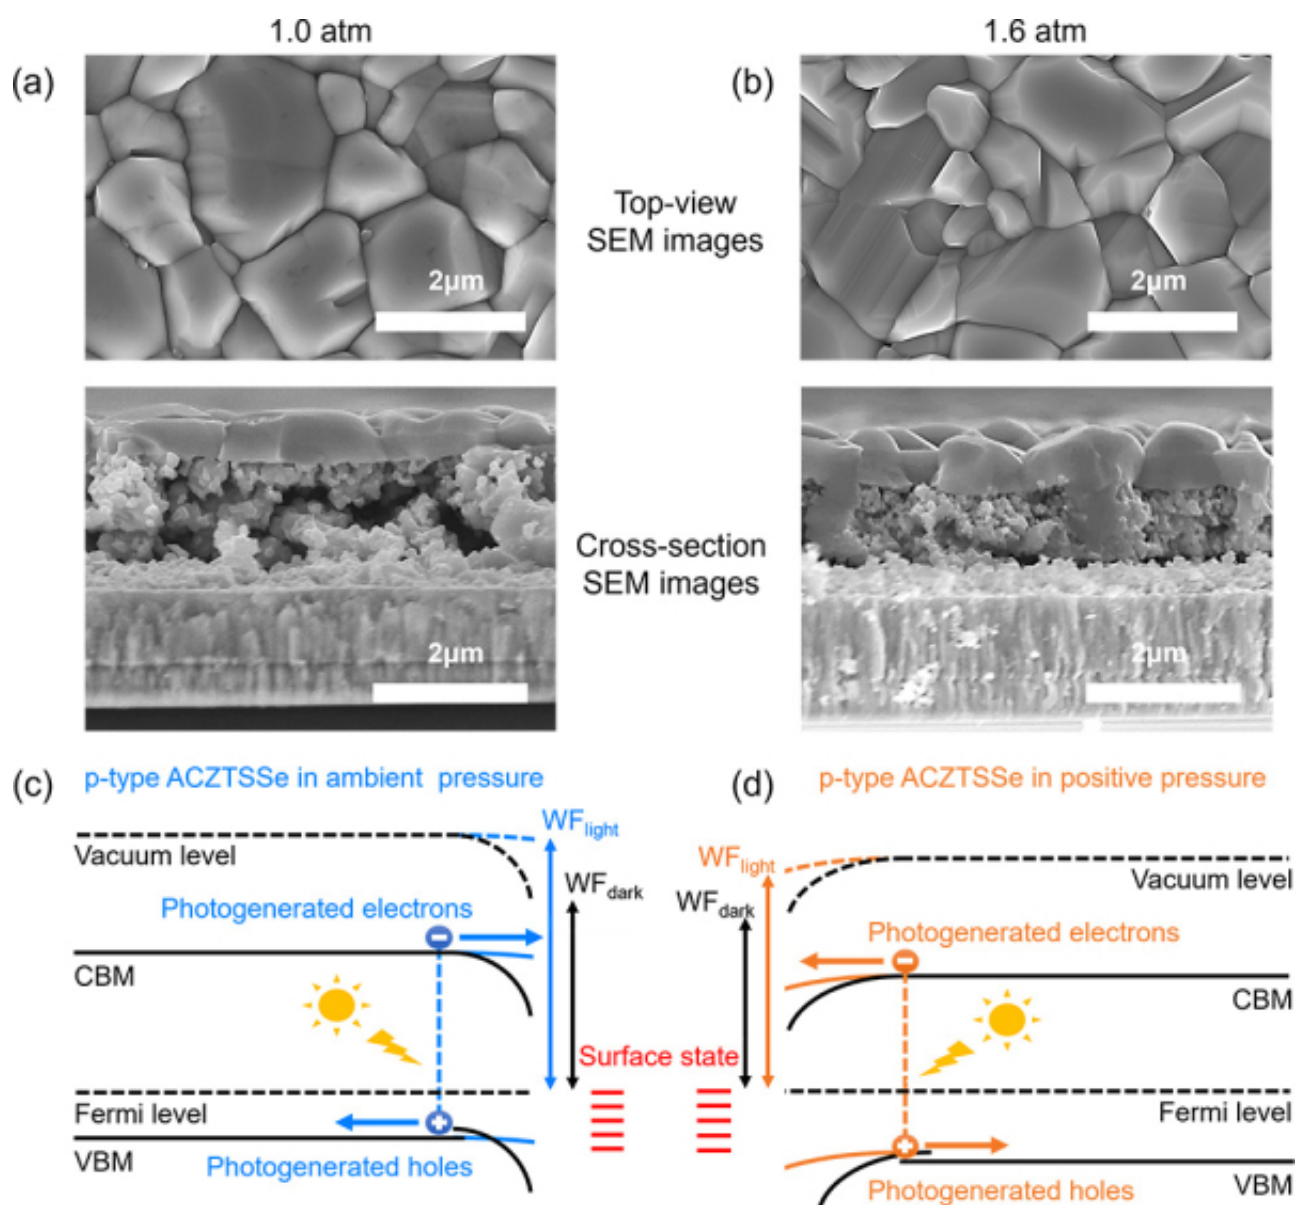 1.0 atm
1.6 atm
(a)
(b)
Top-view
SEM images
2μm
2μm
Cross-section
SEM images
2μm
2μm
(c)
p-type ACZTSSe in ambient pressure
(d)
p-type ACZTSSe in positive pressure
WFlight
Vacuum level
WFdark
Photogenerated electrons
CBM
Surface state
Fermi level
VBM
Photogenerated holes
WFlight
Vacuum level
WFdark
Photogenerated electrons
CBM
Fermi level
VBM
Photogenerated holes